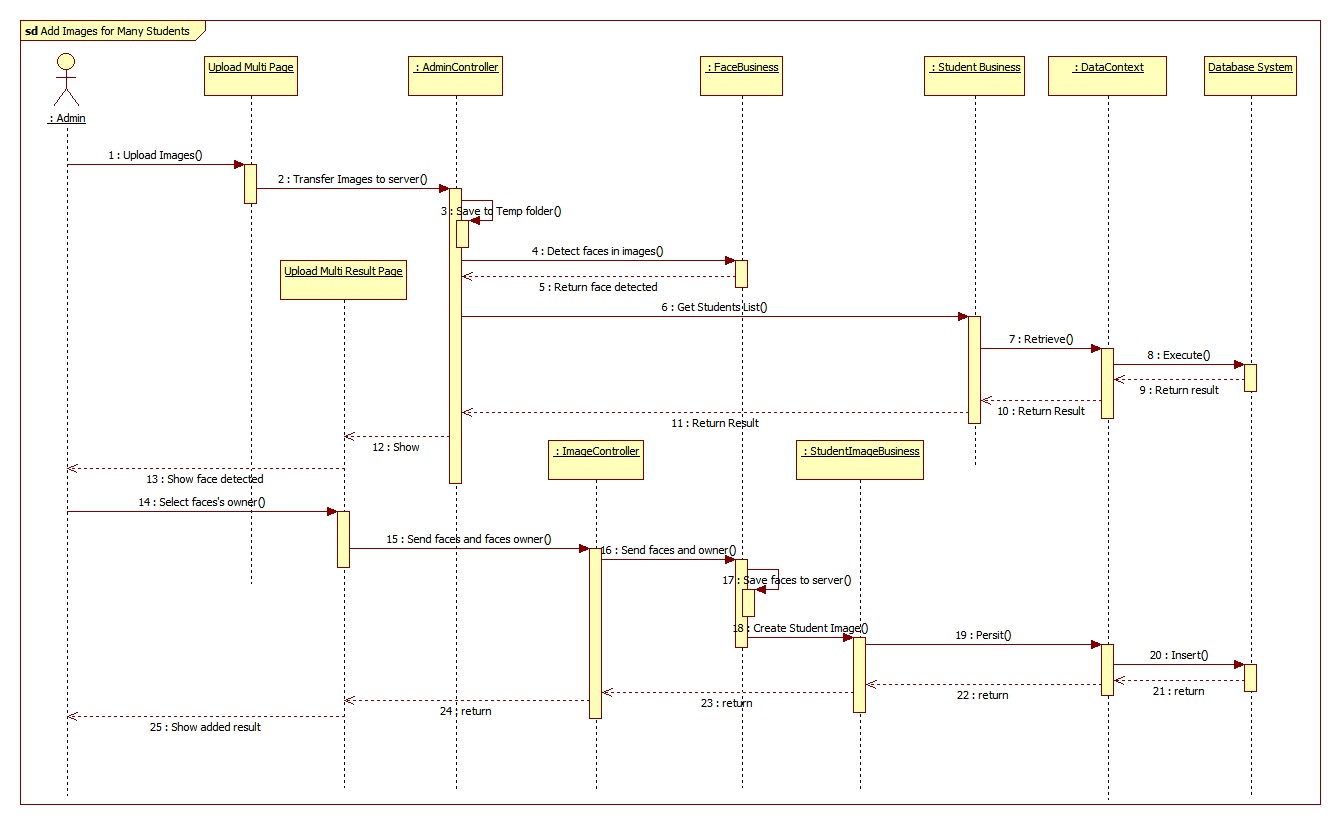 sd Add Images for Many Students
Upload Multi Page
: AdminController
: FaceBusiness
: Student Business
: DataContext
Database System
: Admin
1 : Upload Images()
2 : Transfer Images to server()
3 : Save to Temp folder()
4 : Detect faces in images()
Upload Multi Result Page
5 : Return face detected
6 : Get Students List()
7 : Retrieve()
8 : Execute()
9 : Return result
10 : Return Result
11 : Return Result
12 : Show
: ImageController
: StudentImageBusiness
13 : Show face detected
14 : Select faces's owner()
15 : Send faces and faces owner()
16 : Send faces and owner()
17 : Save faces to server()
18 : Create Student Image()
19 : Persit()
20 : Insert()
21 : return
22 : return
23 : return
24 : return
25 : Show added result